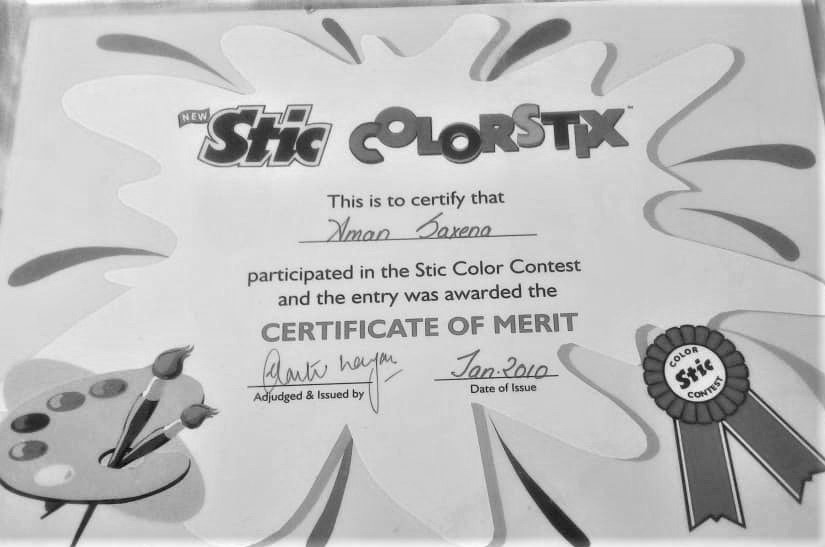 NEW
Stic COLORSTIX™
This is to certify that
Aman Saxena
participated in the Stic Color Contest
and the entry was awarded the
CERTIFICATE OF MERIT
Jan. 2010
Adjudged & Issued by
Date of Issue
COLOR
Stic
CONTEST